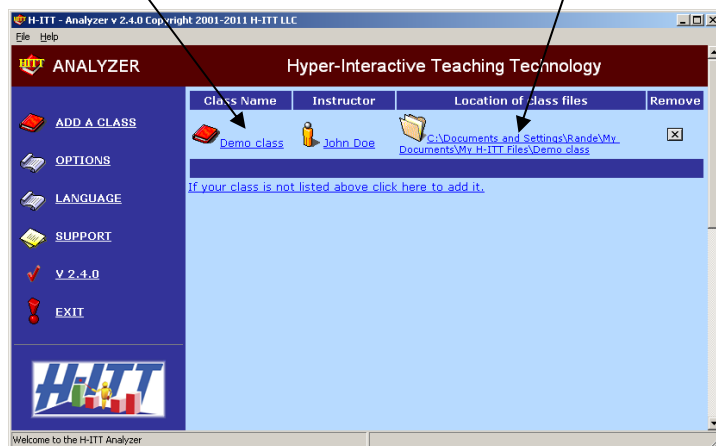 H-ITT - Analyzer v 2.4.0 Copyright 2001-2011 H-ITT LLC
File Help
HITT ANALYZER Hyper-Interactive Teaching Technology
Class Name Instructor Location of class files Remove
ADD A CLASS
Demo class John Doe C:\Documents and Settings\Rande\My
Documents\My H-ITT Files\Demo class
OPTIONS
If your class is not listed above click here to add it.
LANGUAGE
SUPPORT
V 2.4.0
EXIT
H-ITT
Welcome to the H-ITT Analyzer